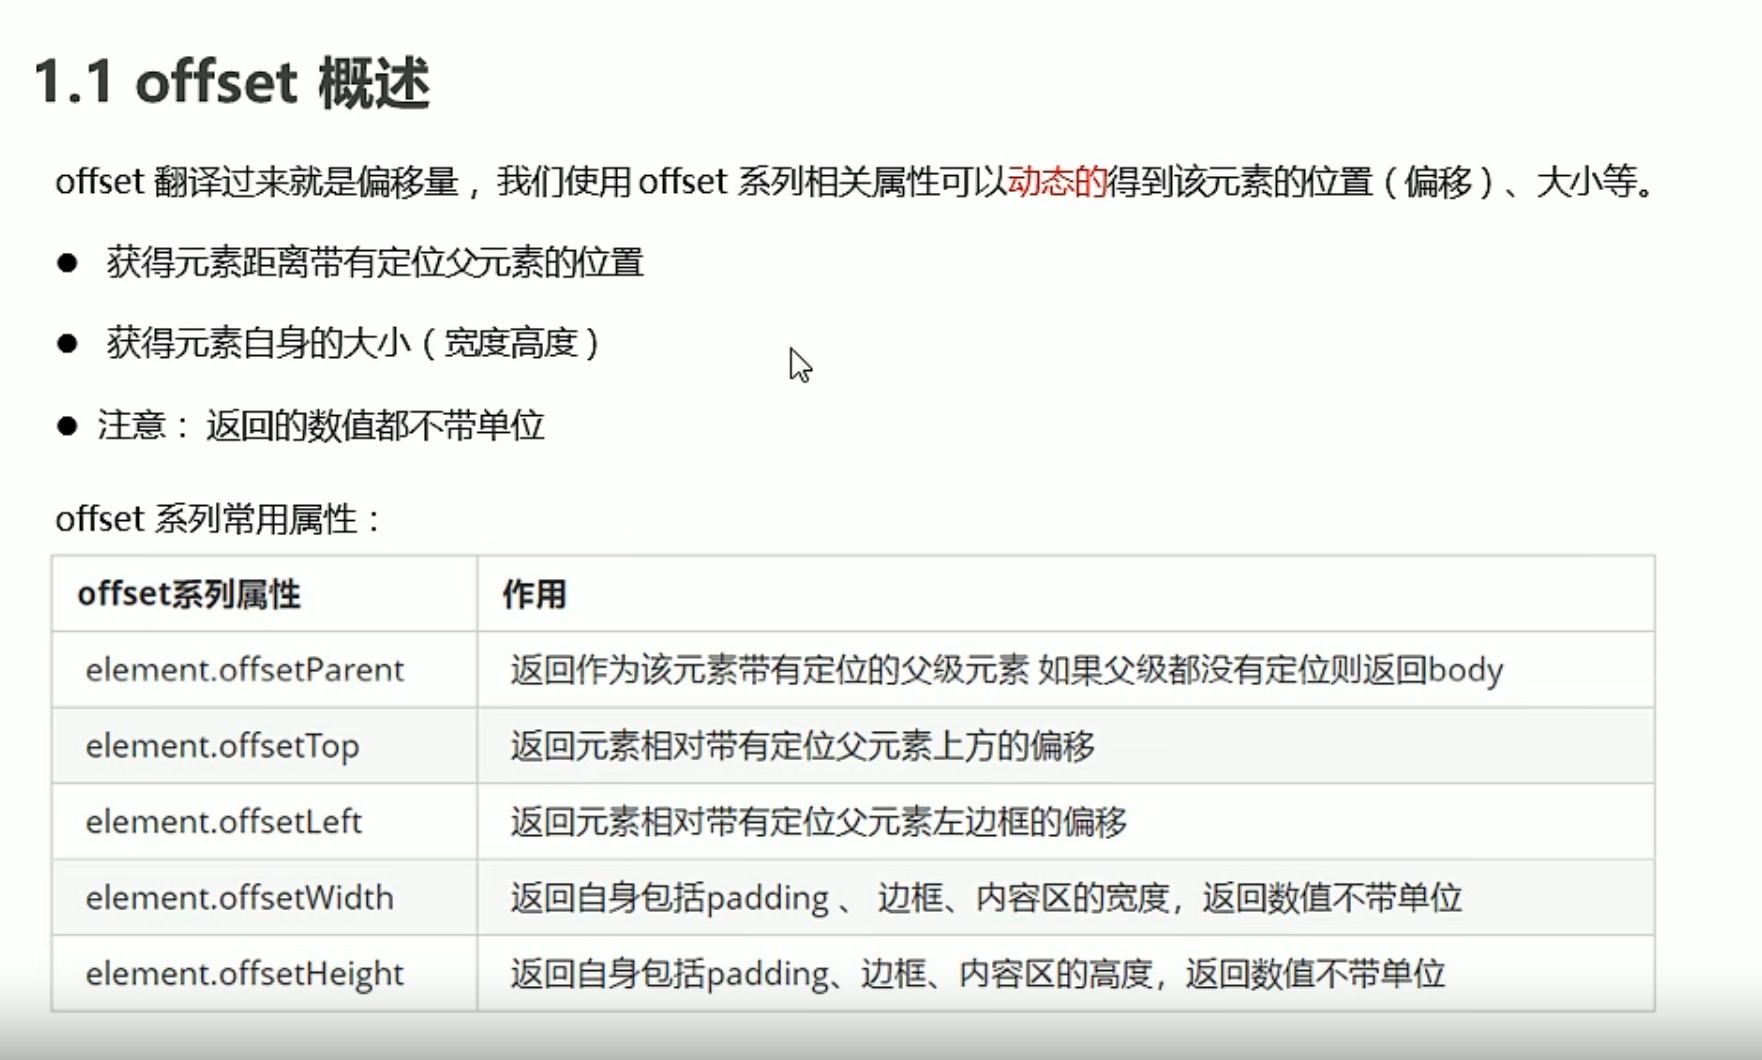 1.1 offset 概述
offset 翻译过来就是偏移量，我们使用 offset 系列相关属性可以动态的得到该元素的位置（偏移）、大小等。
● 获得元素距离带有定位父元素的位置
● 获得元素自身的大小（宽度高度）
● 注意： 返回的数值都不带单位
offset 系列常用属性：
offset系列属性 作用
element.offsetParent 返回作为该元素带有定位的父级元素 如果父级都没有定位则返回body
element.offsetTop 返回元素相对带有定位父元素上方的偏移
element.offsetLeft 返回元素相对带有定位父元素左边框的偏移
element.offsetWidth 返回自身包括padding 、 边框、内容区的宽度，返回数值不带单位
element.offsetHeight 返回自身包括padding、边框、内容区的高度，返回数值不带单位